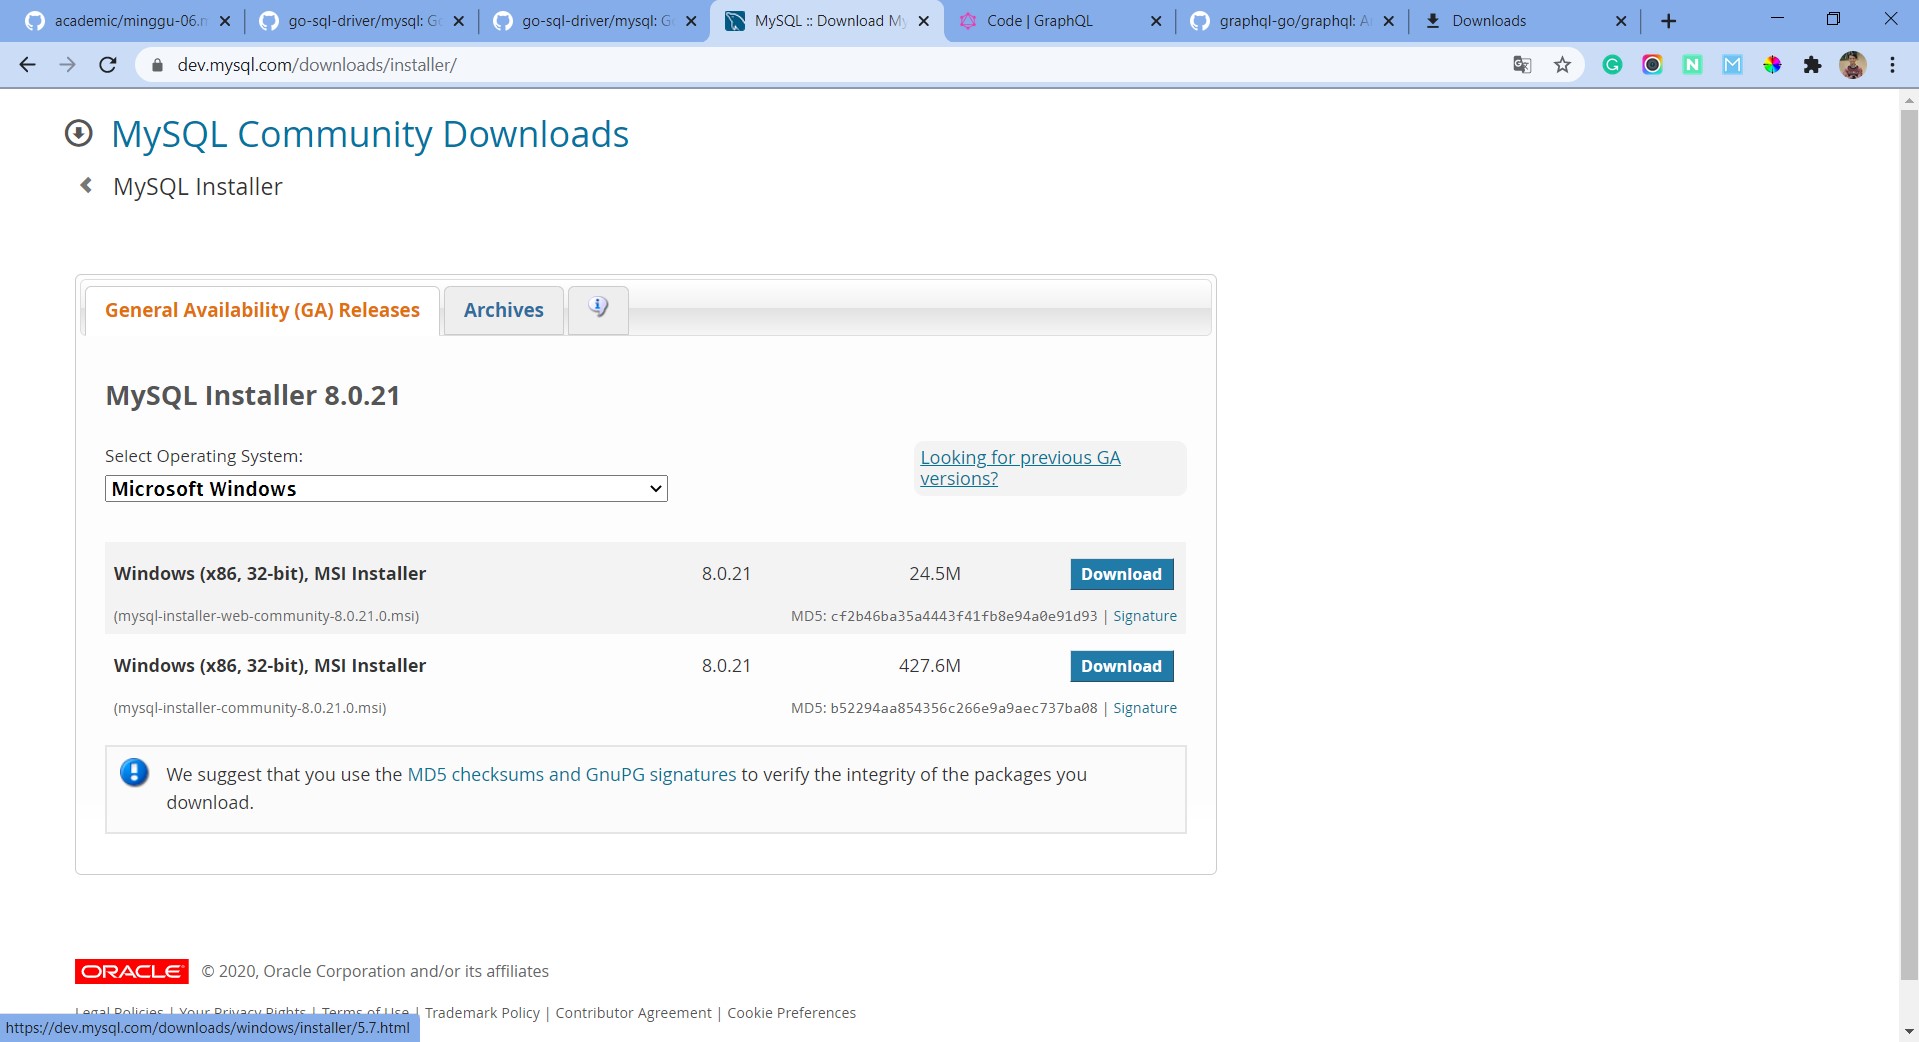 academic/minggu-06.m
go-sql-driver/mysql: Go
go-sql-driver/mysql: Go
MySQL :: Download My
Code | GraphQL
graphql-go/graphql: A
Downloads
dev.mysql.com/downloads/installer/
MySQL Community Downloads
MySQL Installer
General Availability (GA) Releases
Archives
MySQL Installer 8.0.21
Select Operating System:
Microsoft Windows
Looking for previous GA
versions?
Windows (x86, 32-bit), MSI Installer 8.0.21 24.5M Download
(mysql-installer-web-community-8.0.21.0.msi) MD5: cf2b46ba35a4443f41fb8e94a0e91d93 | Signature
Windows (x86, 32-bit), MSI Installer 8.0.21 427.6M Download
(mysql-installer-community-8.0.21.0.msi) MD5: b52294aa854356c266e9a9aec737ba08 | Signature
We suggest that you use the MD5 checksums and GnuPG signatures to verify the integrity of the packages you
download.
ORACLE © 2020, Oracle Corporation and/or its affiliates
Legal Policies | Your Privacy Rights | Terms of Use | Trademark Policy | Contributor Agreement | Cookie Preferences
https://dev.mysql.com/downloads/windows/installer/5.7.html